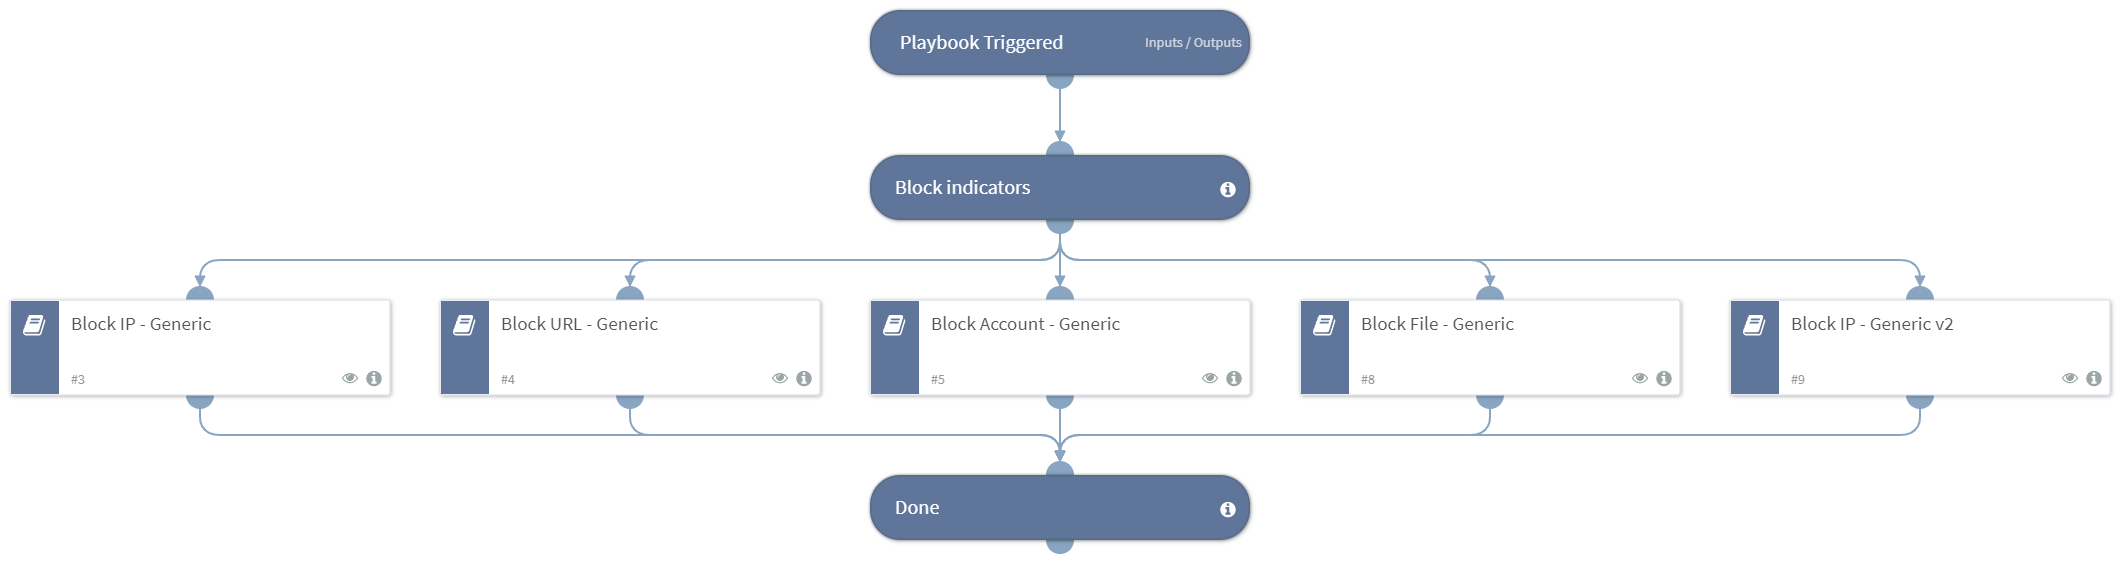 Playbook Triggered
Inputs / Outputs
Block indicators
Block IP - Generic
#3
Block URL - Generic
#4
Block Account - Generic
#5
Block File - Generic
#8
Block IP - Generic v2
#9
Done